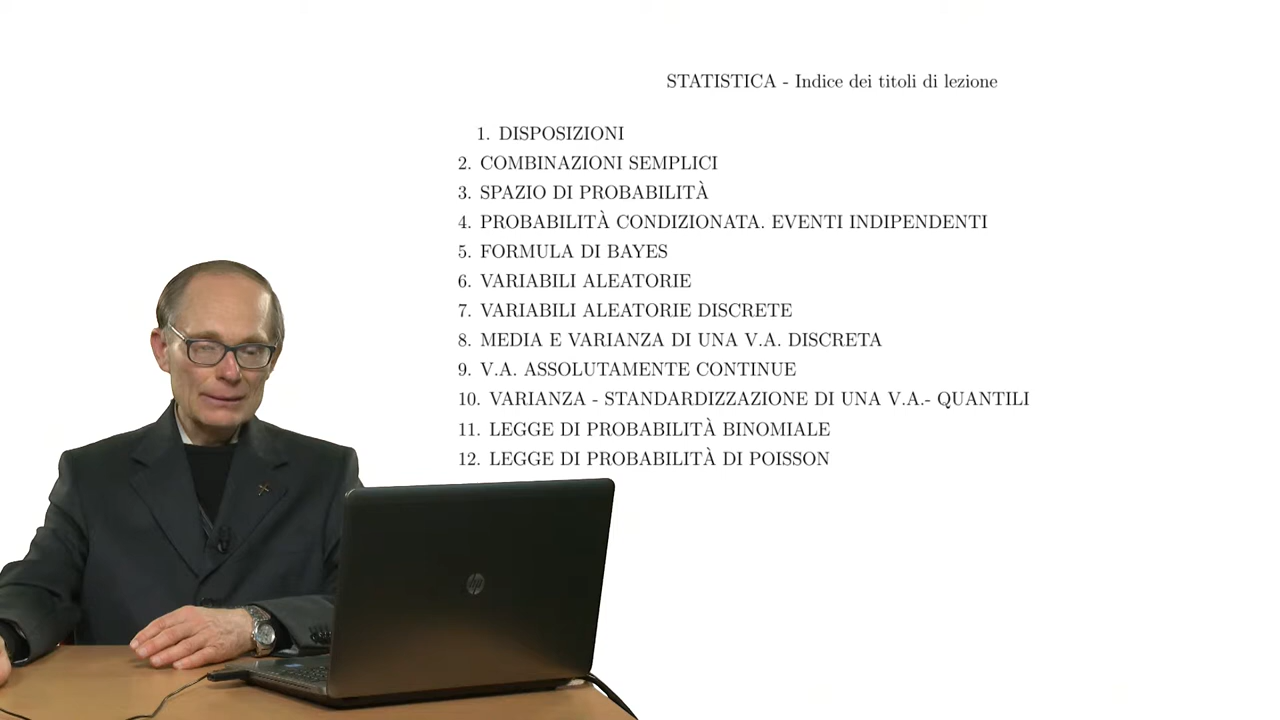 STATISTICA - Indice dei titoli di lezione
1. DISPOSIZIONI
2. COMBINAZIONI SEMPLICI
3. SPAZIO DI PROBABILITÀ
4. PROBABILITÀ CONDIZIONATA. EVENTI INDIPENDENTI
5. FORMULA DI BAYES
6. VARIABILI ALEATORIE
7. VARIABILI ALEATORIE DISCRETE
8. MEDIA E VARIANZA DI UNA V.A. DISCRETA
9. V.A. ASSOLUTAMENTE CONTINUE
10. VARIANZA - STANDARDIZZAZIONE DI UNA V.A.- QUANTILI
11. LEGGE DI PROBABILITÀ BINOMIALE
12. LEGGE DI PROBABILITÀ DI POISSON
hp